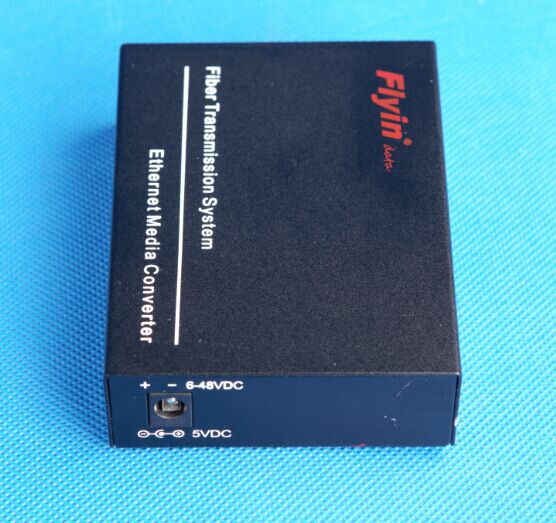 Flyin
data
Fiber Transmission System
Ethernet Media Converter
+ − 6-48VDC
5VDC